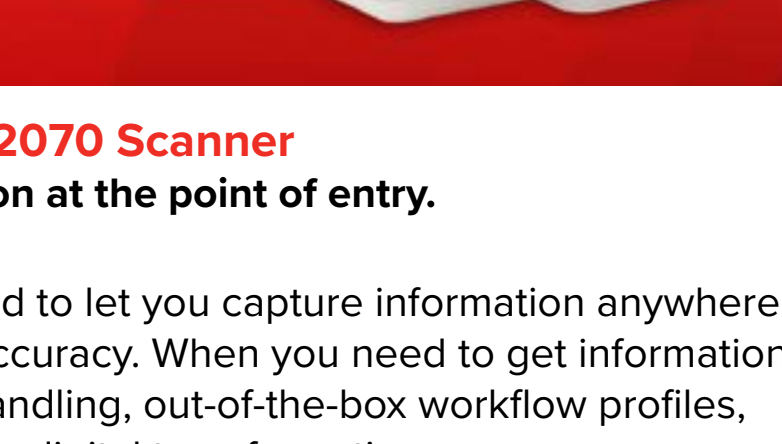 2070 Scanner
on at the point of entry.
d to let you capture information anywhere
ccuracy. When you need to get information
andling, out-of-the-box workflow profiles,